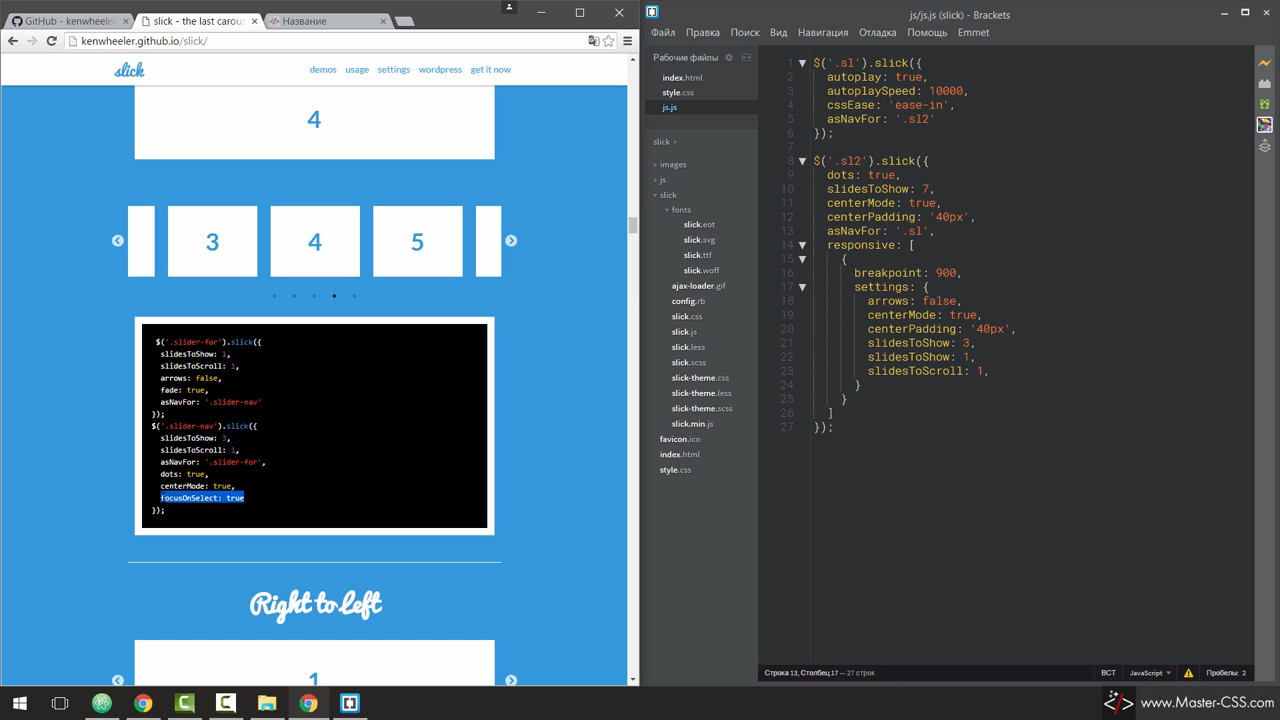 GitHub - kenwheeler
slick - the last carous
Название
kenwheeler.github.io/slick/
slick
demos usage settings wordpress get it now
4
3 4 5
$('.slider-for').slick({
slidesToShow: 1,
slidesToScroll: 1,
arrows: false,
fade: true,
asNavFor: '.slider-nav'
});
$('.slider-nav').slick({
slidesToShow: 3,
slidesToScroll: 1,
asNavFor: '.slider-for',
dots: true,
centerMode: true,
focusOnSelect: true
});
Right to Left
1
js/js.js (slick) - Brackets
Файл Правка Поиск Вид Навигация Отладка Помощь Emmet
Рабочие файлы
index.html
style.css
js.js
slick
images
js
slick
fonts
slick.eot
slick.svg
slick.ttf
slick.woff
ajax-loader.gif
config.rb
slick.css
slick.js
slick.less
slick.scss
slick-theme.css
slick-theme.less
slick-theme.scss
slick.min.js
favicon.ico
index.html
style.css
1 $('.sl').slick({
2 autoplay: true,
3 autoplaySpeed: 10000,
4 cssEase: 'ease-in',
5 asNavFor: '.sl2'
6 });
7
8 $('.sl2').slick({
9 dots: true,
10 slidesToShow: 7,
11 centerMode: true,
12 centerPadding: '40px',
13 asNavFor: '.sl',
14 responsive: [
15 {
16 breakpoint: 900,
17 settings: {
18 arrows: false,
19 centerMode: true,
20 centerPadding: '40px',
21 slidesToShow: 3,
22 slidesToShow: 1,
23 slidesToScroll: 1,
24 }
25 }
26 ]
27 });
Строка 13, Столбец 17 — 27 строк
ВСТ JavaScript Пробелы: 2
www.Master-CSS.com